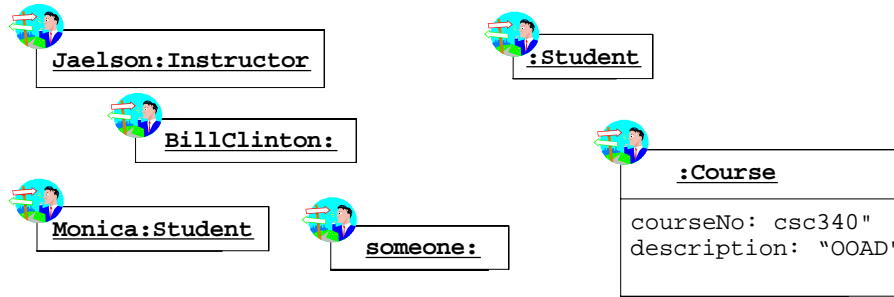 Jaelson:Instructor
:Student
BillClinton:
:Course
courseNo: csc340"
description: “OOAD"
Monica:Student
someone: